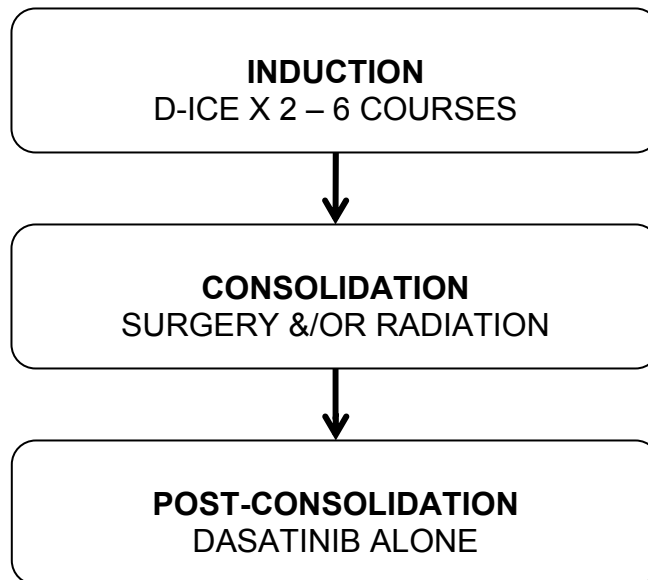 INDUCTION
D-ICE X 2 – 6 COURSES
CONSOLIDATION
SURGERY &/OR RADIATION
POST-CONSOLIDATION
DASATINIB ALONE